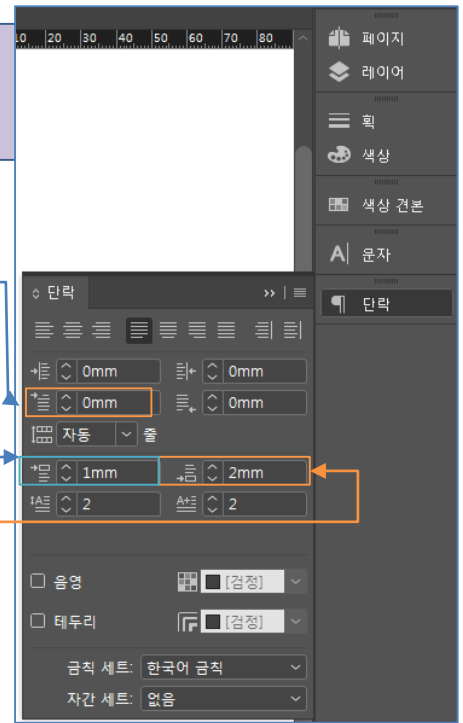 10 20 30 40 50 60 70 80
페이지
레이어
획
색상
색상 견본
문자
단락
단락
0mm 0mm
0mm 0mm
자동 줄
1mm 2mm
2 2
음영 [검정]
테두리 [검정]
금칙 세트: 한국어 금칙
자간 세트: 없음